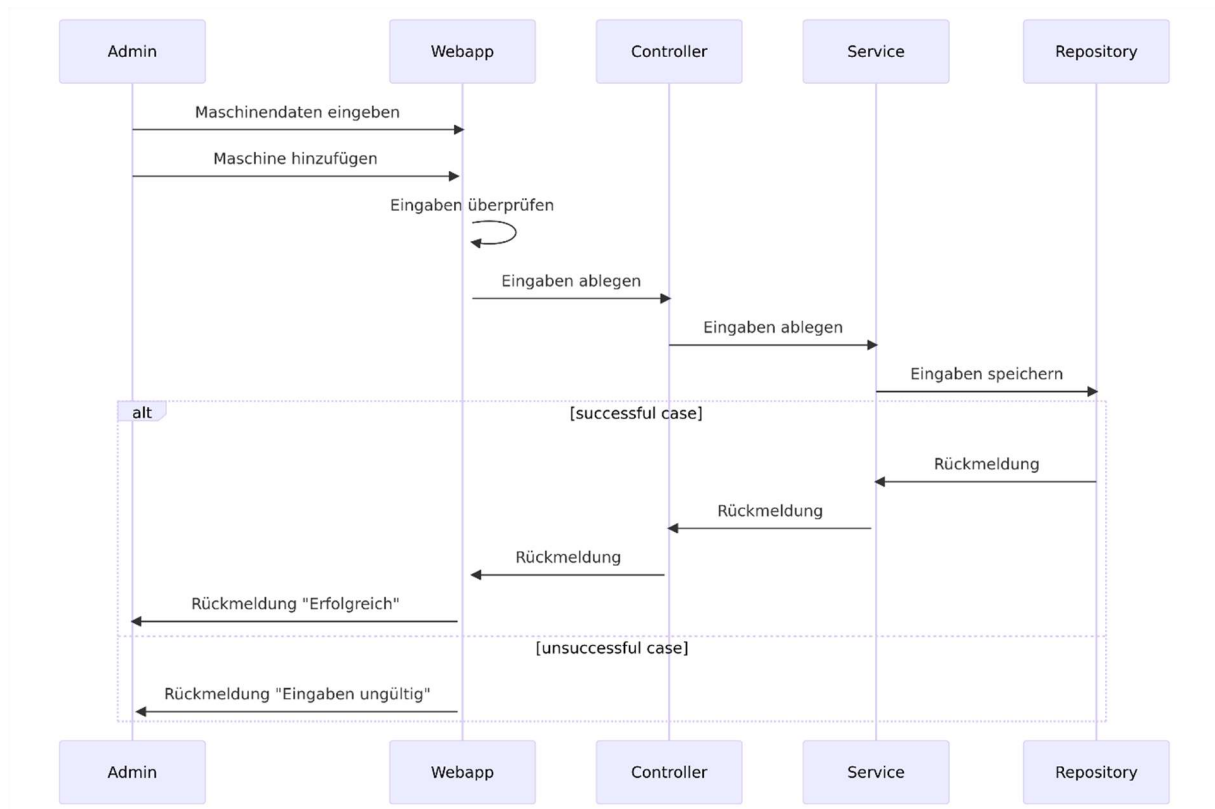 Admin
Webapp
Controller
Service
Repository
Maschinendaten eingeben
Maschine hinzufügen
Eingaben überprüfen
Eingaben ablegen
Eingaben ablegen
Eingaben speichern
alt
[successful case]
Rückmeldung
Rückmeldung
Rückmeldung
Rückmeldung "Erfolgreich"
[unsuccessful case]
Rückmeldung "Eingaben ungültig"
Admin
Webapp
Controller
Service
Repository